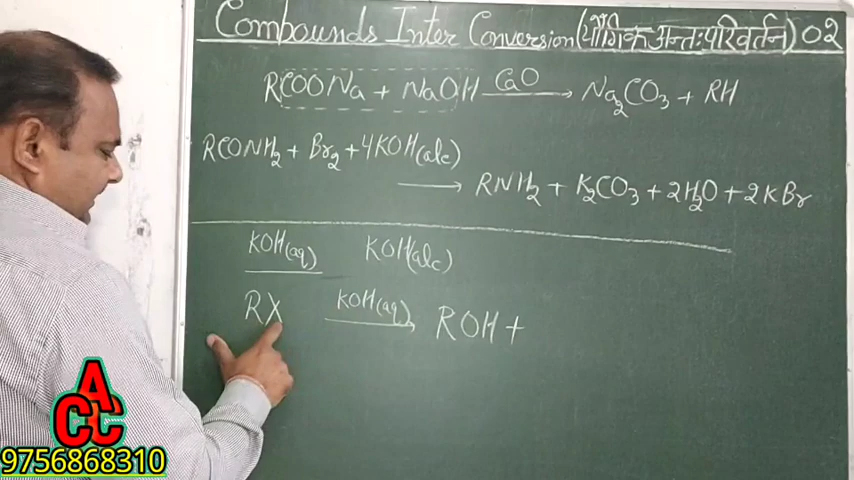 Compounds Inter Conversion (यौगिक अन्तःपरिवर्तन) 02
RCOONa + NaOH CaO → Na₂CO₃ + RH
RCONH₂ + Br₂ + 4KOH(alc)
→ RNH₂ + K₂CO₃ + 2H₂O + 2KBr
KOH(aq) KOH(alc)
RX KOH(aq) → ROH +
ACC
9756868310